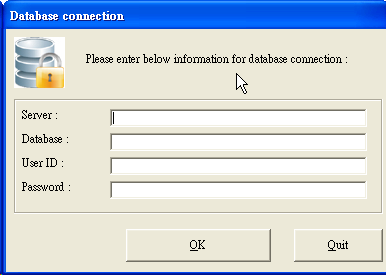 Database connection
Please enter below information for database connection :
Server :
Database :
User ID :
Password :
OK Quit